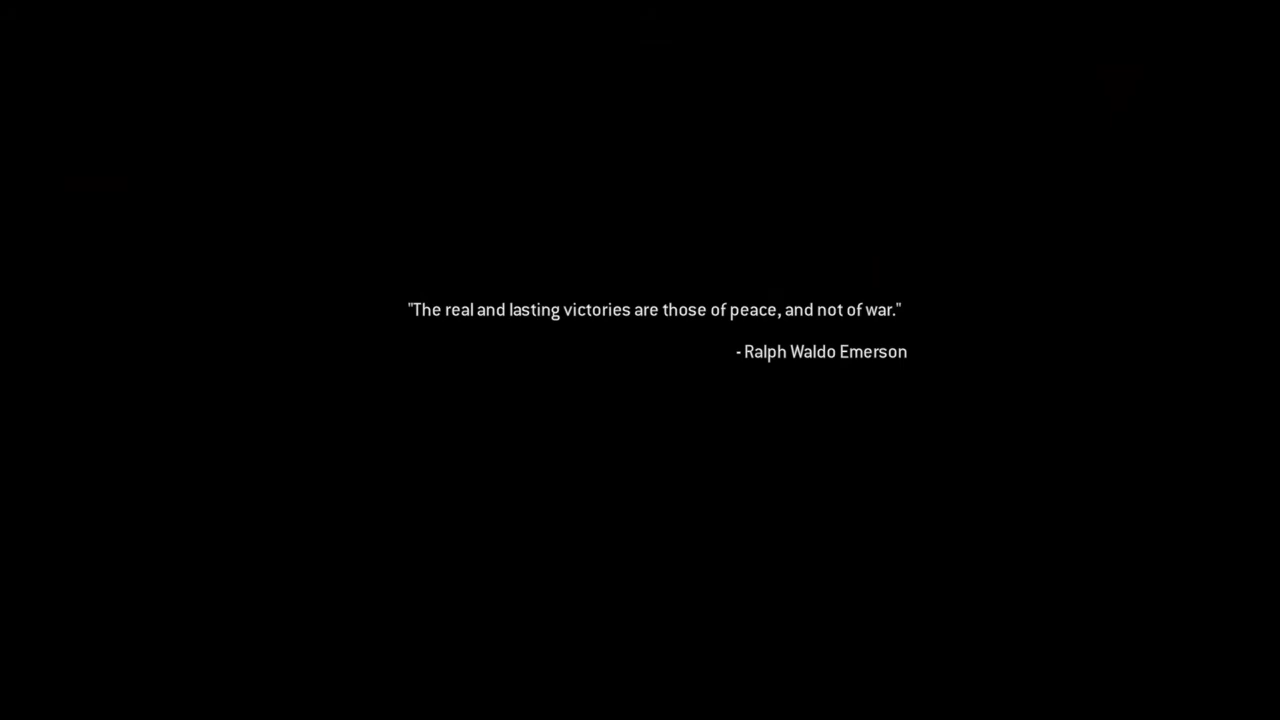 "The real and lasting victories are those of peace, and not of war."
- Ralph Waldo Emerson